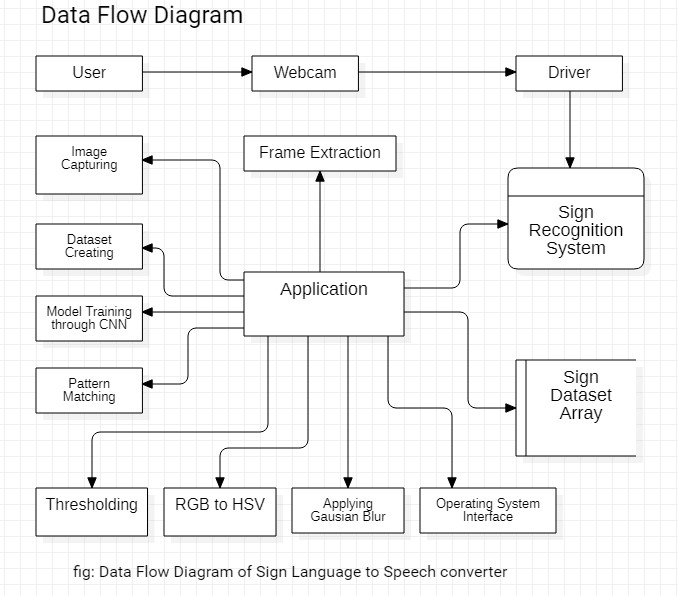 Data Flow Diagram
User
Webcam
Driver
Image
Capturing
Frame Extraction
Sign
Recognition
System
Dataset
Creating
Application
Model Training
through CNN
Pattern
Matching
Sign
Dataset
Array
Thresholding
RGB to HSV
Applying
Gausian Blur
Operating System
Interface
fig: Data Flow Diagram of Sign Language to Speech converter